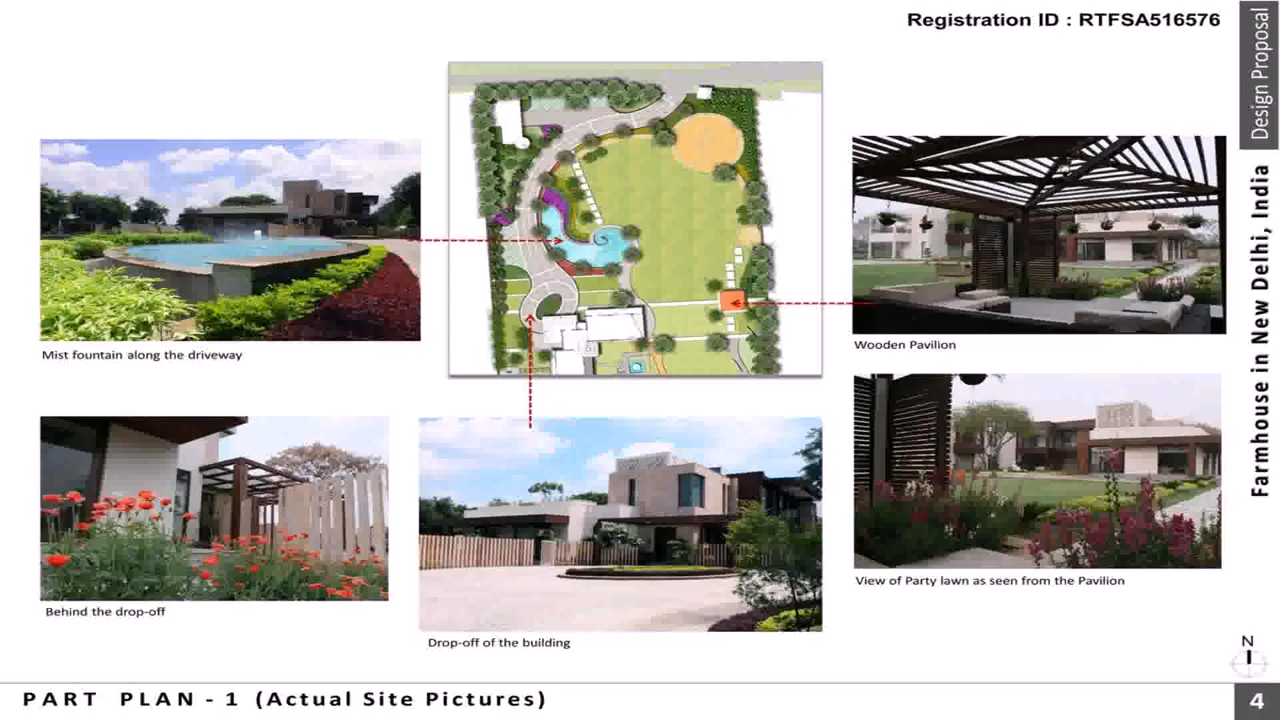 Registration ID : RTFSA516576
Design Proposal
Farmhouse in New Delhi, India
Mist fountain along the driveway
Wooden Pavilion
Behind the drop-off
Drop-off of the building
View of Party lawn as seen from the Pavilion
N
PART PLAN - 1 (Actual Site Pictures)
4